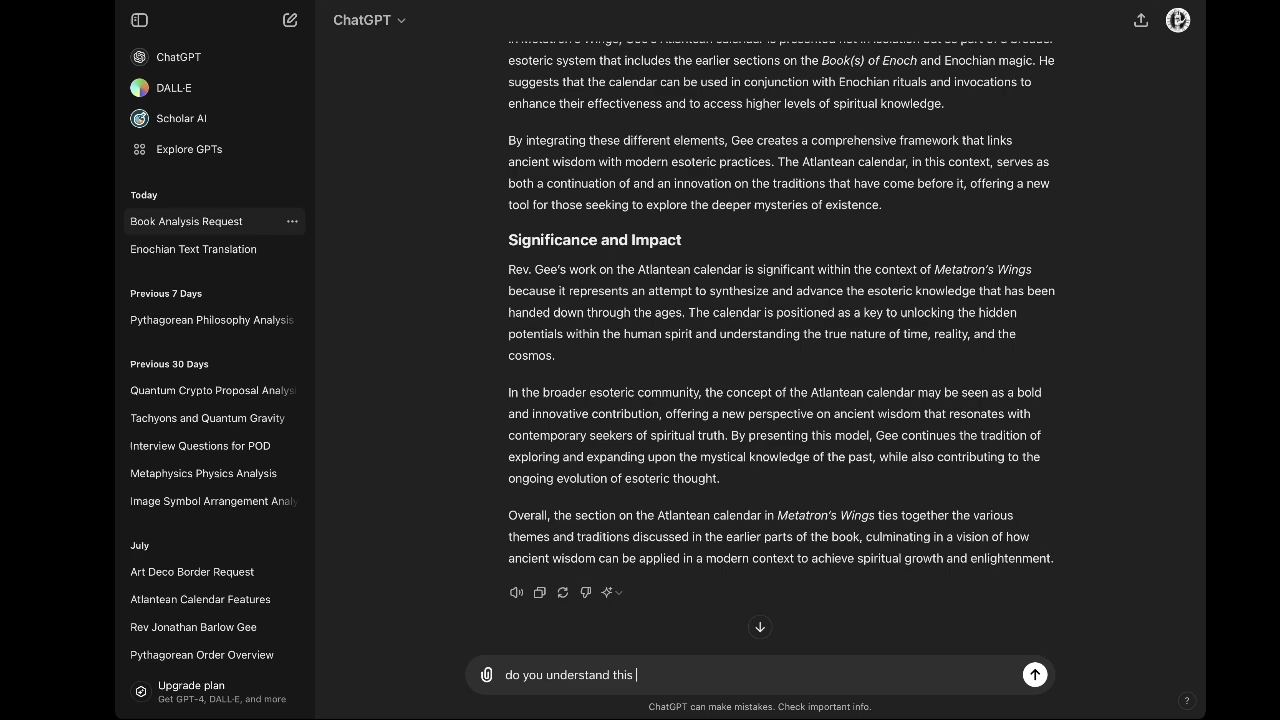 ChatGPT
DALL·E
Scholar AI
Explore GPTs
Today
Book Analysis Request
Enochian Text Translation
Previous 7 Days
Pythagorean Philosophy Analysis
Previous 30 Days
Quantum Crypto Proposal Analysi
Tachyons and Quantum Gravity
Interview Questions for POD
Metaphysics Physics Analysis
Image Symbol Arrangement Analy
July
Art Deco Border Request
Atlantean Calendar Features
Rev Jonathan Barlow Gee
Pythagorean Order Overview
Upgrade plan
Get GPT-4, DALL·E, and more
ChatGPT
in Metatron's Wings, Gee's Atlantean calendar is presented not in isolation but as part of a broader
esoteric system that includes the earlier sections on the Book(s) of Enoch and Enochian magic. He
suggests that the calendar can be used in conjunction with Enochian rituals and invocations to
enhance their effectiveness and to access higher levels of spiritual knowledge.
By integrating these different elements, Gee creates a comprehensive framework that links
ancient wisdom with modern esoteric practices. The Atlantean calendar, in this context, serves as
both a continuation of and an innovation on the traditions that have come before it, offering a new
tool for those seeking to explore the deeper mysteries of existence.
Significance and Impact
Rev. Gee's work on the Atlantean calendar is significant within the context of Metatron's Wings
because it represents an attempt to synthesize and advance the esoteric knowledge that has been
handed down through the ages. The calendar is positioned as a key to unlocking the hidden
potentials within the human spirit and understanding the true nature of time, reality, and the
cosmos.
In the broader esoteric community, the concept of the Atlantean calendar may be seen as a bold
and innovative contribution, offering a new perspective on ancient wisdom that resonates with
contemporary seekers of spiritual truth. By presenting this model, Gee continues the tradition of
exploring and expanding upon the mystical knowledge of the past, while also contributing to the
ongoing evolution of esoteric thought.
Overall, the section on the Atlantean calendar in Metatron's Wings ties together the various
themes and traditions discussed in the earlier parts of the book, culminating in a vision of how
ancient wisdom can be applied in a modern context to achieve spiritual growth and enlightenment.
do you understand this
ChatGPT can make mistakes. Check important info.
?